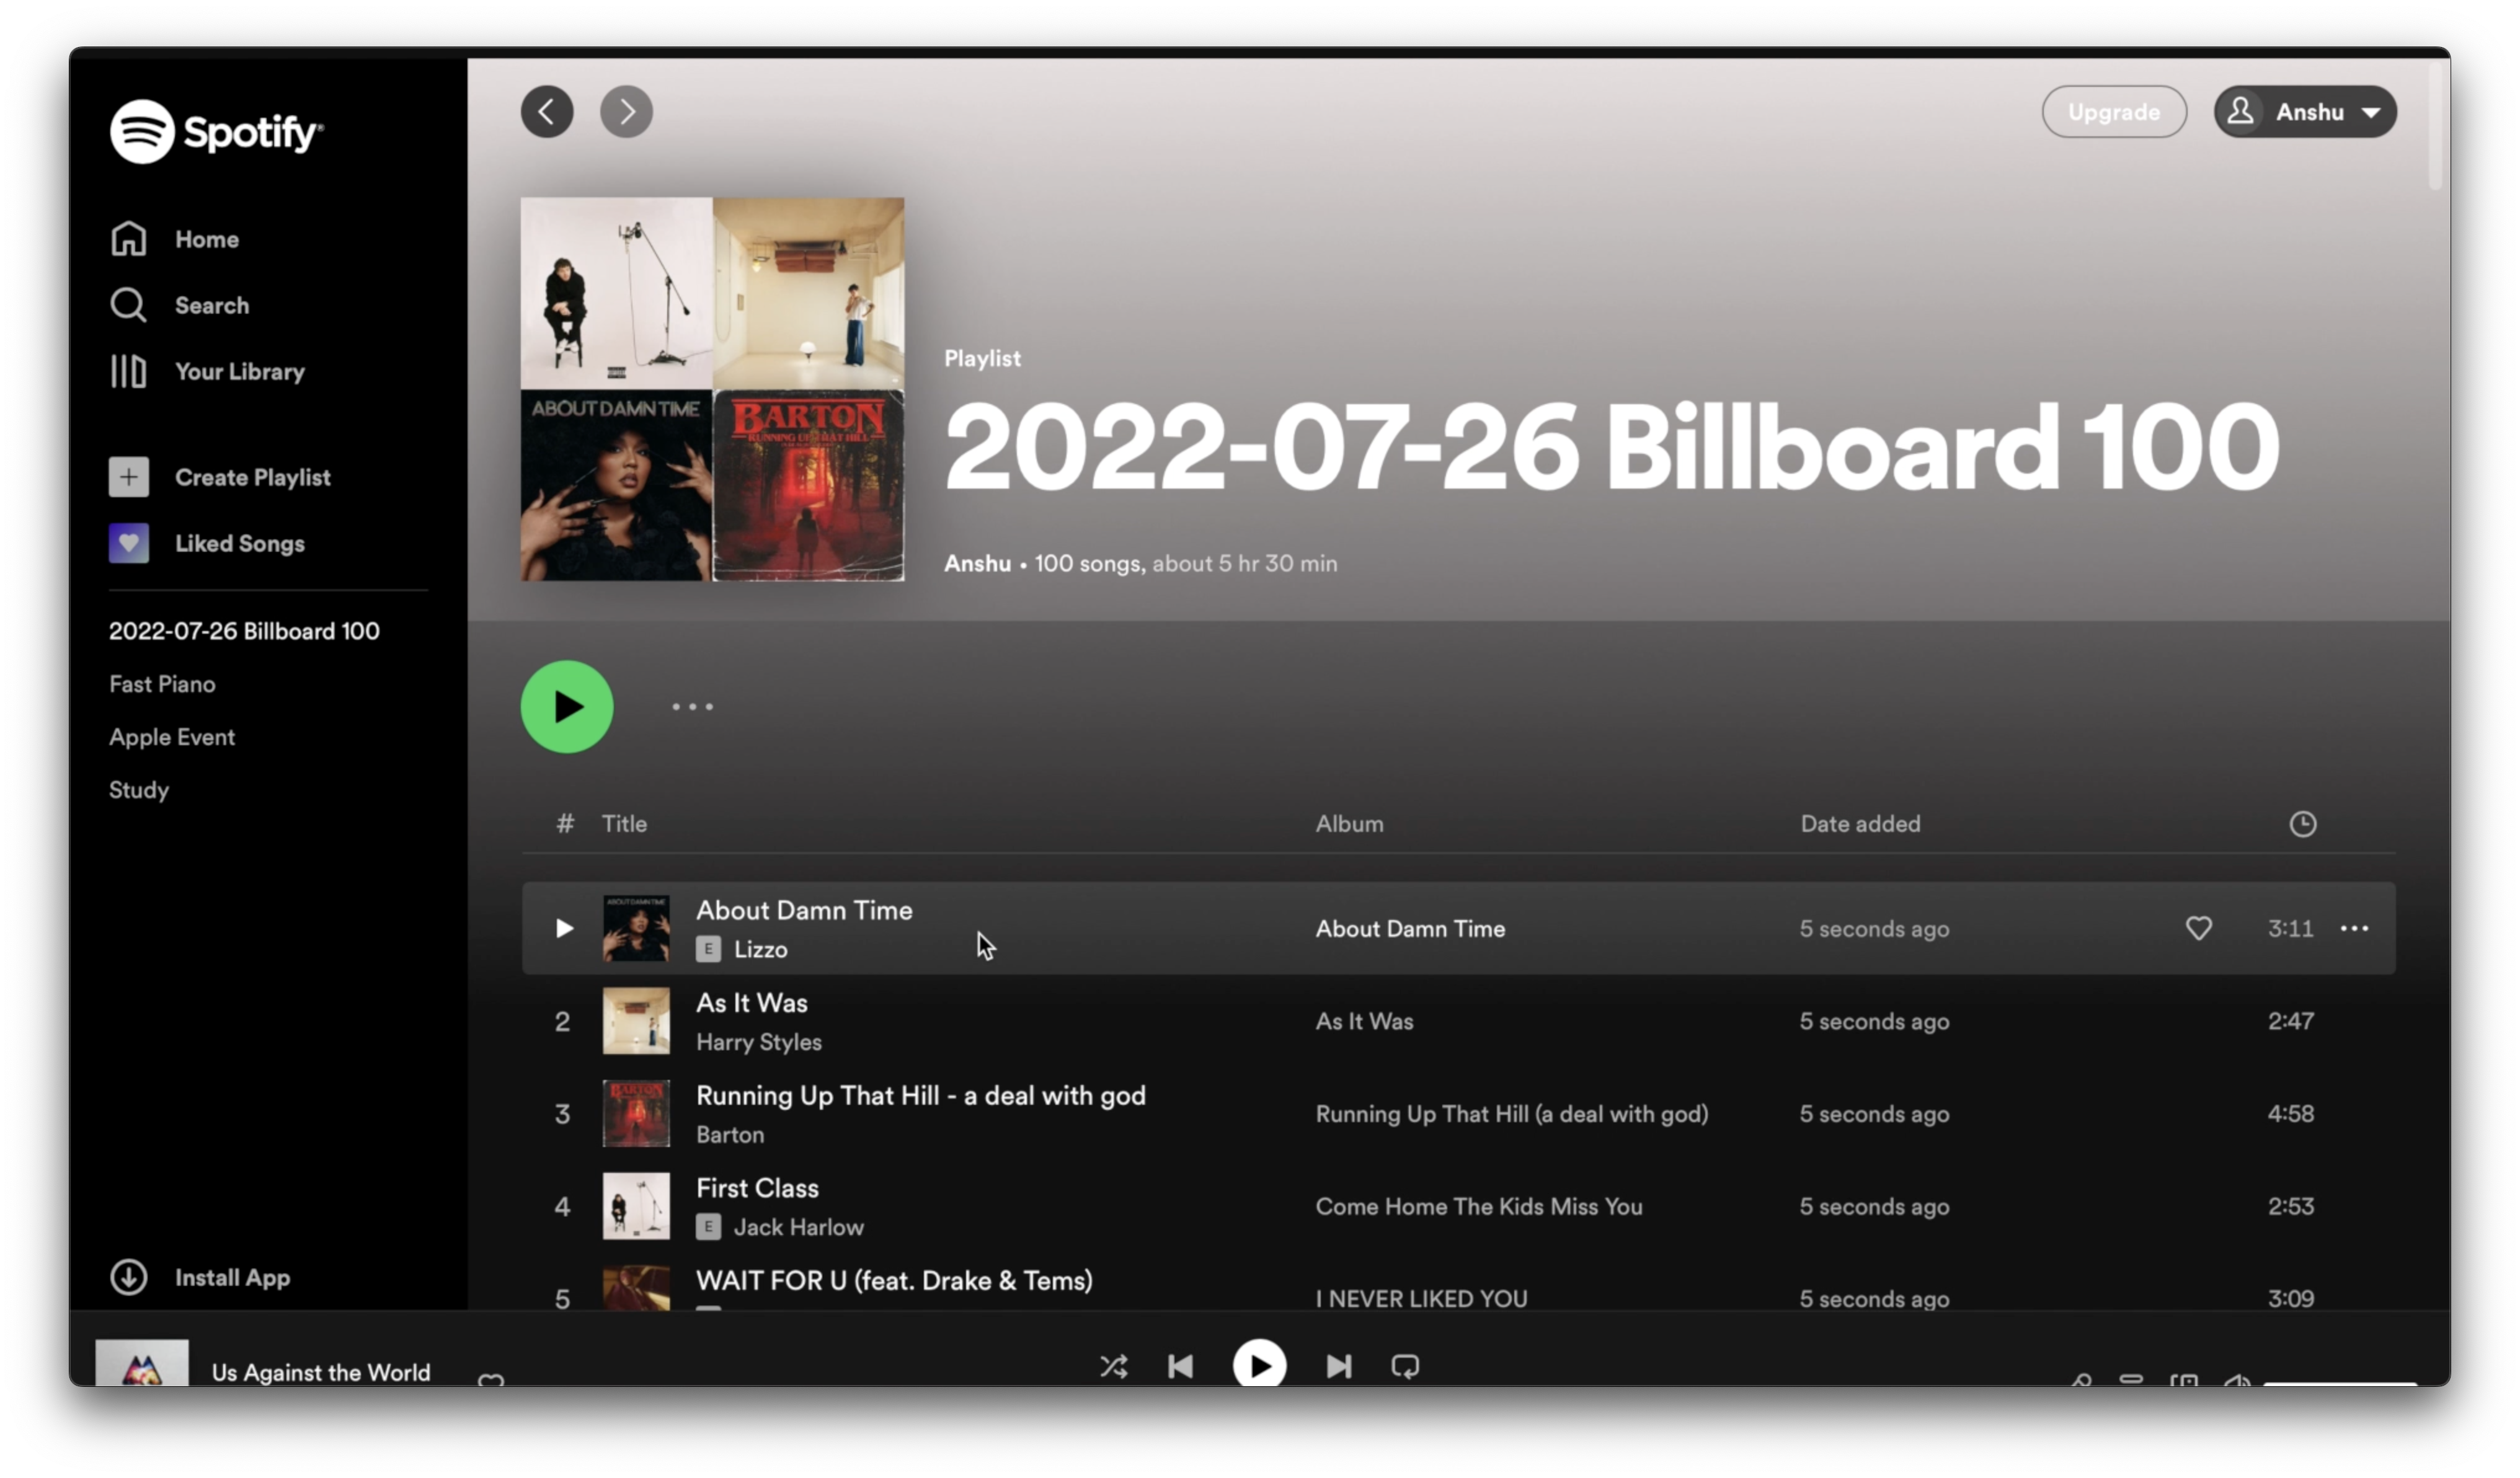 Spotify
Home
Search
Your Library
Create Playlist
Liked Songs
2022-07-26 Billboard 100
Fast Piano
Apple Event
Study
Install App
Upgrade
Anshu
ABOUT DAMN TIME
BARTON
RUNNING UP THAT HILL
Playlist
2022-07-26 Billboard 100
Anshu • 100 songs, about 5 hr 30 min
# Title Album Date added
About Damn Time
E Lizzo
About Damn Time 5 seconds ago 3:11
2 As It Was
Harry Styles
As It Was 5 seconds ago 2:47
3 Running Up That Hill - a deal with god
Barton
Running Up That Hill (a deal with god) 5 seconds ago 4:58
4 First Class
E Jack Harlow
Come Home The Kids Miss You 5 seconds ago 2:53
5 WAIT FOR U (feat. Drake & Tems)
I NEVER LIKED YOU 5 seconds ago 3:09
Us Against the World